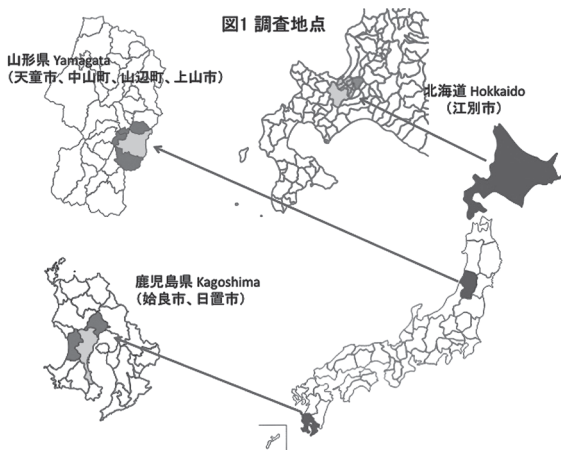 図1 調査地点
山形県 Yamagata
（天童市、中山町、山辺町、上山市）
北海道 Hokkaido
（江別市）
鹿児島県 Kagoshima
（姶良市、日置市）